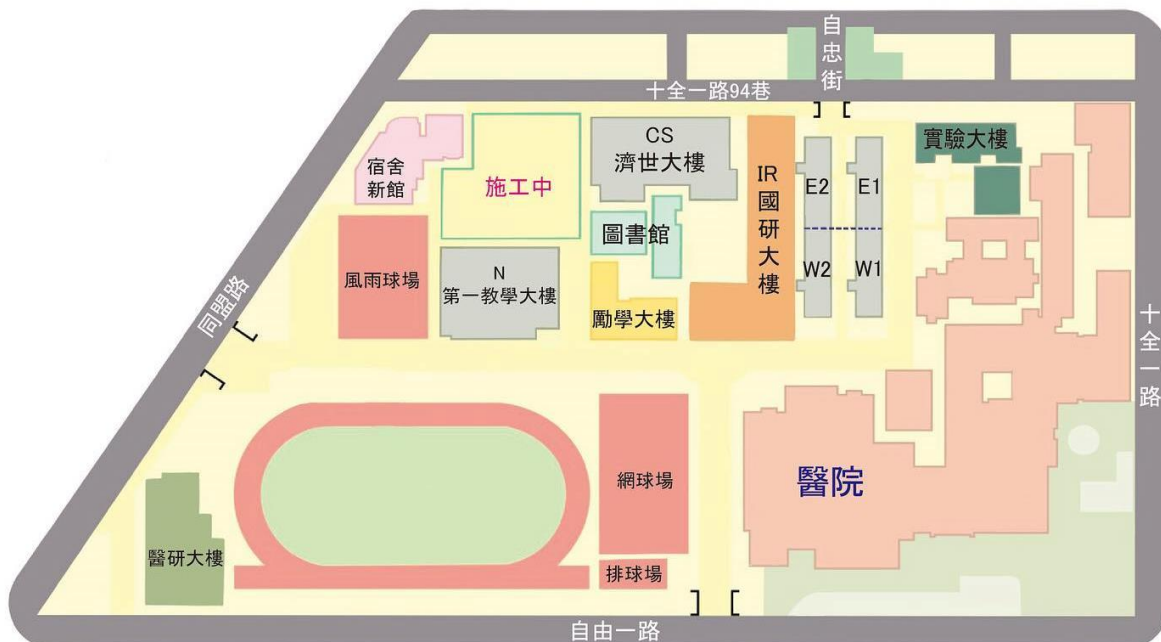 自忠街
十全一路94巷
CS
濟世大樓
實驗大樓
宿舍
新館
施工中
IR國研大樓
E2
E1
圖書館
風雨球場
N
第一教學大樓
W2
W1
勵學大樓
同盟路
十全一路
網球場
醫院
醫研大樓
排球場
自由一路